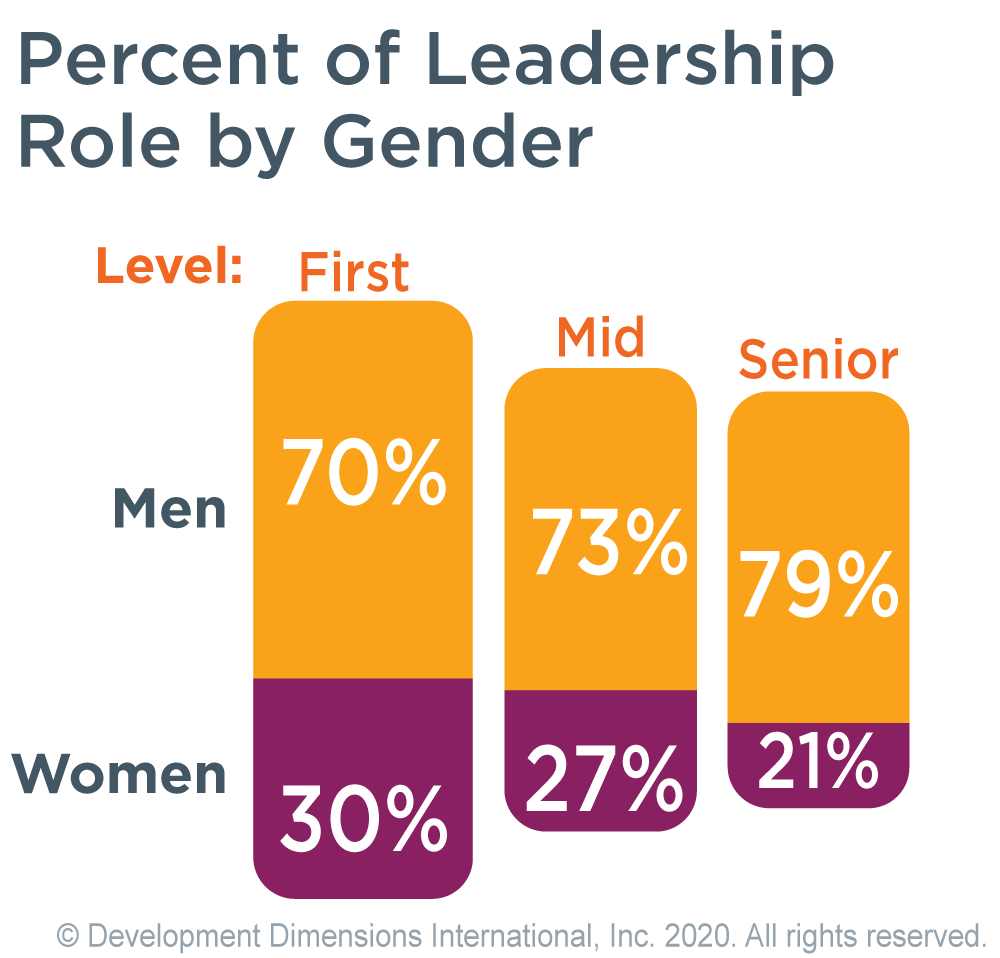 Percent of Leadership
Role by Gender
Level: First
Mid
Senior
Men
70%
73%
79%
Women
30%
27%
21%
© Development Dimensions International, Inc. 2020. All rights reserved.